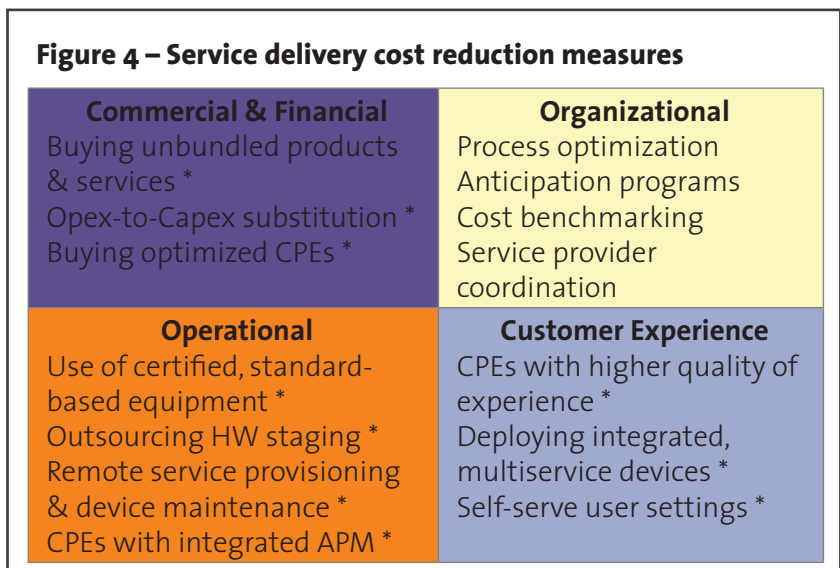 Figure 4 – Service delivery cost reduction measures
Commercial & Financial
Buying unbundled products
& services *
Opex-to-Capex substitution *
Buying optimized CPEs *
Organizational
Process optimization
Anticipation programs
Cost benchmarking
Service provider
coordination
Operational
Use of certified, standard-
based equipment *
Outsourcing HW staging *
Remote service provisioning
& device maintenance *
CPEs with integrated APM *
Customer Experience
CPEs with higher quality of
experience *
Deploying integrated,
multiservice devices *
Self-serve user settings *